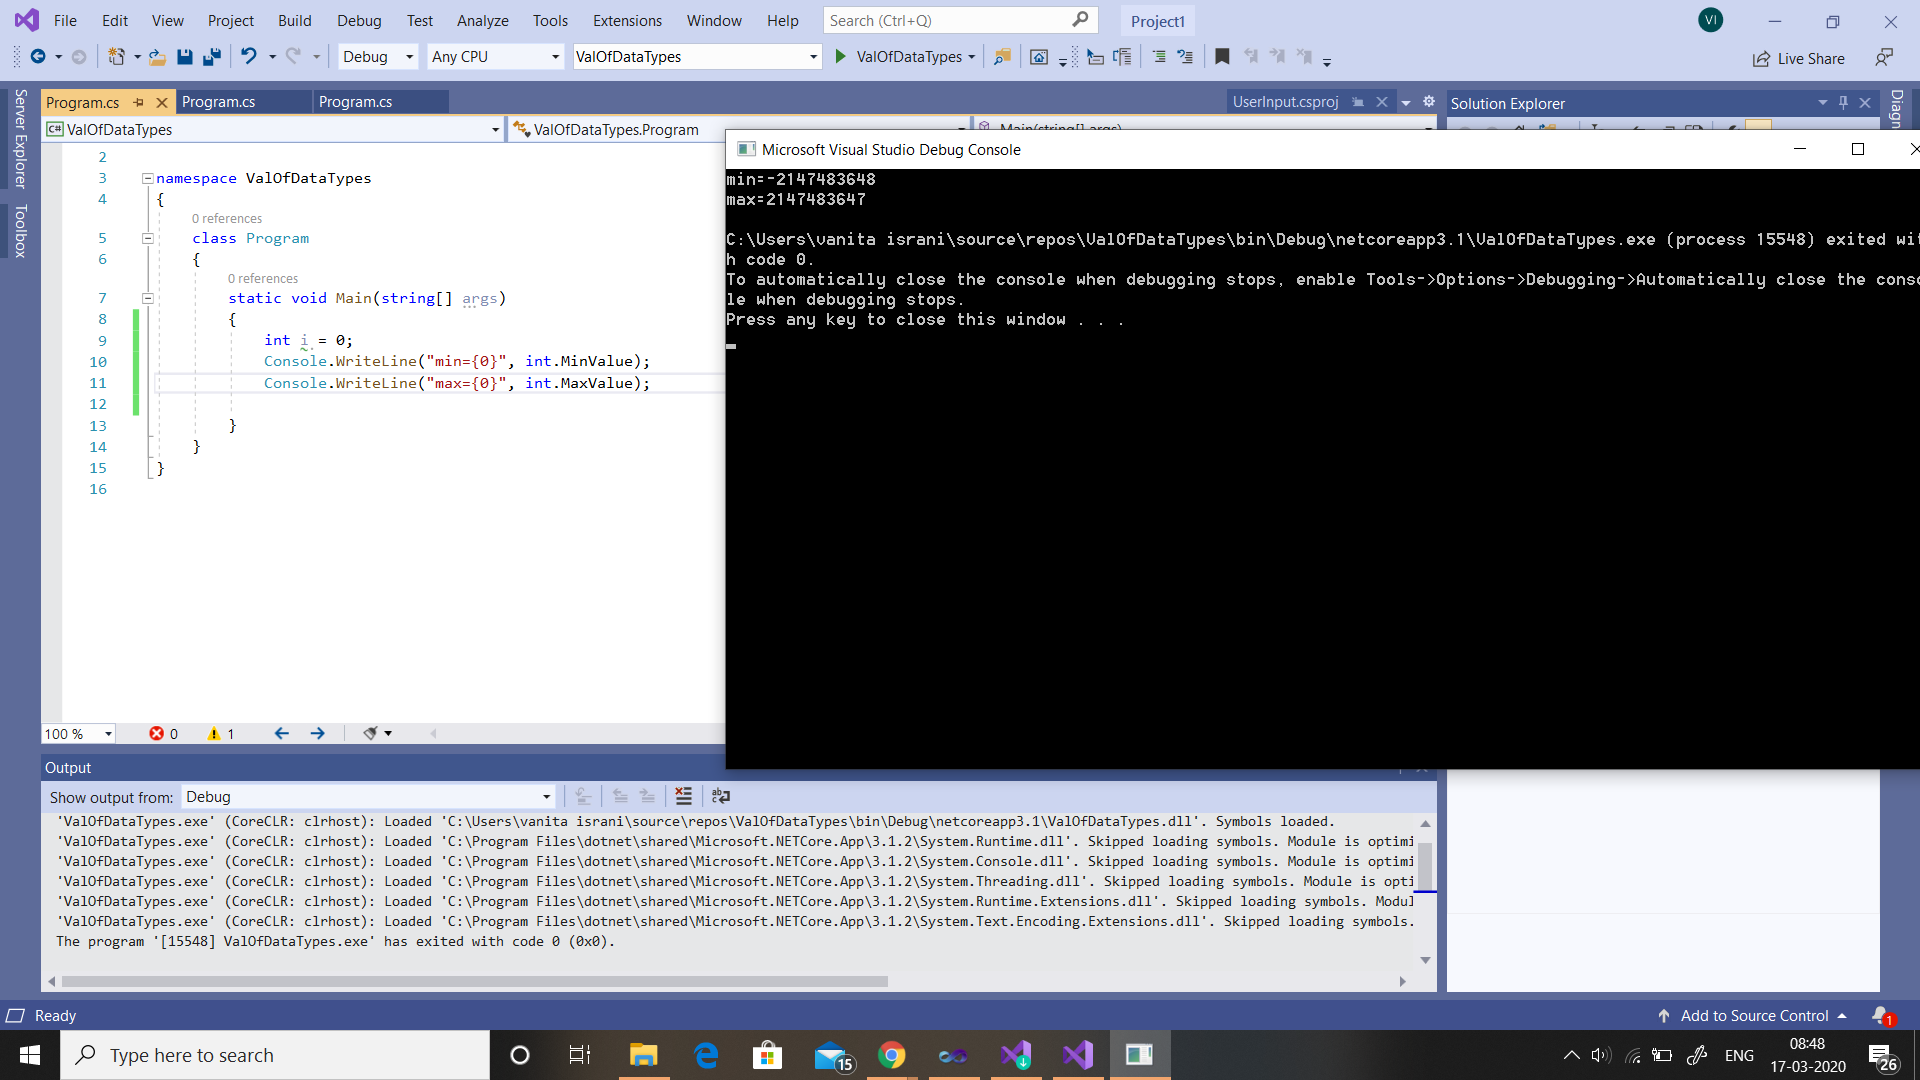 File Edit View Project Build Debug Test Analyze Tools Extensions Window Help Search (Ctrl+Q) Project1 VI
Debug Any CPU ValOfDataTypes ValOfDataTypes Live Share
Server Explorer
Toolbox
Program.cs Program.cs Program.cs UserInput.csproj
C# ValOfDataTypes ValOfDataTypes.Program Main(string[] args)
Solution Explorer
Diagn
2
3 namespace ValOfDataTypes
4 {
0 references
5 class Program
6 {
0 references
7 static void Main(string[] args)
8 {
9 int i = 0;
10 Console.WriteLine("min={0}", int.MinValue);
11 Console.WriteLine("max={0}", int.MaxValue);
12
13 }
14 }
15 }
16
Microsoft Visual Studio Debug Console
min=-2147483648
max=2147483647
C:\Users\vanita israni\source\repos\ValOfDataTypes\bin\Debug\netcoreapp3.1\ValOfDataTypes.exe (process 15548) exited wit
h code 0.
To automatically close the console when debugging stops, enable Tools->Options->Debugging->Automatically close the conso
le when debugging stops.
Press any key to close this window . . .
100 % 0 1
Output
Show output from: Debug
'ValOfDataTypes.exe' (CoreCLR: clrhost): Loaded 'C:\Users\vanita israni\source\repos\ValOfDataTypes\bin\Debug\netcoreapp3.1\ValOfDataTypes.dll'. Symbols loaded.
'ValOfDataTypes.exe' (CoreCLR: clrhost): Loaded 'C:\Program Files\dotnet\shared\Microsoft.NETCore.App\3.1.2\System.Runtime.dll'. Skipped loading symbols. Module is optimi
'ValOfDataTypes.exe' (CoreCLR: clrhost): Loaded 'C:\Program Files\dotnet\shared\Microsoft.NETCore.App\3.1.2\System.Console.dll'. Skipped loading symbols. Module is optimi
'ValOfDataTypes.exe' (CoreCLR: clrhost): Loaded 'C:\Program Files\dotnet\shared\Microsoft.NETCore.App\3.1.2\System.Threading.dll'. Skipped loading symbols. Module is opti
'ValOfDataTypes.exe' (CoreCLR: clrhost): Loaded 'C:\Program Files\dotnet\shared\Microsoft.NETCore.App\3.1.2\System.Runtime.Extensions.dll'. Skipped loading symbols. Modul
'ValOfDataTypes.exe' (CoreCLR: clrhost): Loaded 'C:\Program Files\dotnet\shared\Microsoft.NETCore.App\3.1.2\System.Text.Encoding.Extensions.dll'. Skipped loading symbols.
The program '[15548] ValOfDataTypes.exe' has exited with code 0 (0x0).
Ready Add to Source Control 1
Type here to search 15 ENG 08:48
17-03-2020 26